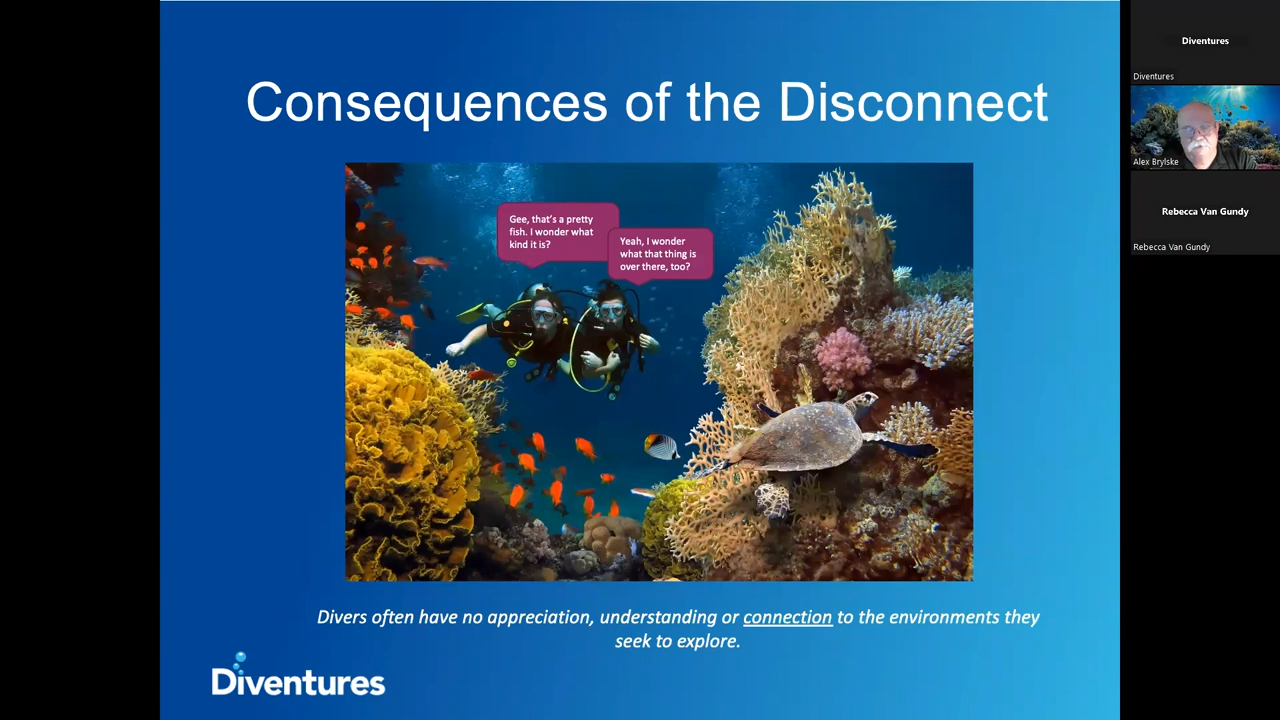 Consequences of the Disconnect
Gee, that's a pretty
fish. I wonder what
kind it is?
Yeah, I wonder
what that thing is
over there, too?
Divers often have no appreciation, understanding or connection to the environments they
seek to explore.
Diventures
Diventures
Diventures
Alex Brylske
Rebecca Van Gundy
Rebecca Van Gundy